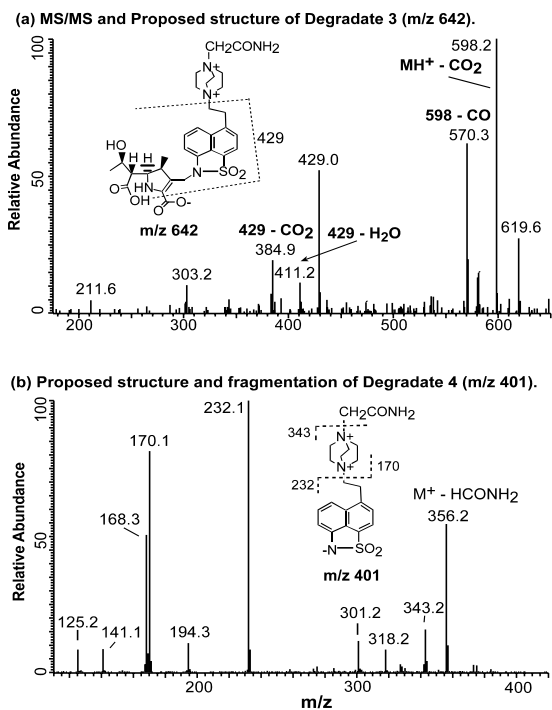 (a) MS/MS and Proposed structure of Degradate 3 (m/z 642).
Relative Abundance
100
50
0
200
300
400
500
600
CH2CONH2
N+
N+
429
HO
H H
N
SO2
HN
O
OH
CO2-
m/z 642
MH+ - CO2
598.2
598 - CO
570.3
429.0
429 - CO2
384.9
429 - H2O
411.2
619.6
303.2
211.6
(b) Proposed structure and fragmentation of Degradate 4 (m/z 401).
Relative Abundance
100
50
0
200
300
400
m/z
232.1
170.1
168.3
125.2
141.1
194.3
301.2
318.2
343.2
356.2
M+ - HCONH2
CH2CONH2
343
N+
N+
170
232
N-
SO2
m/z 401